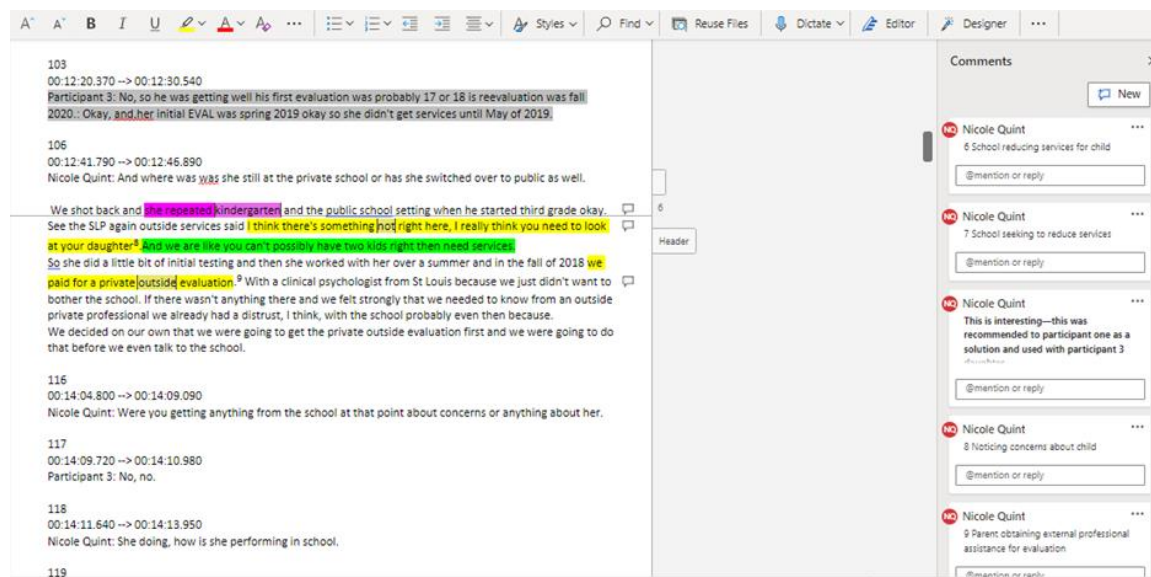 B I U A Styles Find Reuse Files Dictate Editor Designer
103
00:12:20.370 --> 00:12:30.540
Participant 3: No, so he was getting well his first evaluation was probably 17 or 18 is reevaluation was fall
2020.: Okay, and,her initial EVAL was spring 2019 okay so she didn't get services until May of 2019.
106
00:12:41.790 --> 00:12:46.890
Nicole Quint: And where was was she still at the private school or has she switched over to public as well.
We shot back and she repeated kindergarten and the public school setting when he started third grade okay.
See the SLP again outside services said I think there's something not right here, I really think you need to look
at your daughter8.And we are like you can't possibly have two kids right then need services.
So she did a little bit of initial testing and then she worked with her over a summer and in the fall of 2018 we
paid for a private outside evaluation.9 With a clinical psychologist from St Louis because we just didn't want to
bother the school. If there wasn't anything there and we felt strongly that we needed to know from an outside
private professional we already had a distrust, I think, with the school probably even then because.
We decided on our own that we were going to get the private outside evaluation first and we were going to do
that before we even talk to the school.
116
00:14:04.800 --> 00:14:09.090
Nicole Quint: Were you getting anything from the school at that point about concerns or anything about her.
117
00:14:09.720 --> 00:14:10.980
Participant 3: No, no.
118
00:14:11.640 --> 00:14:13.950
Nicole Quint: She doing, how is she performing in school.
119
6
Header
Comments
New
NQ Nicole Quint
6 School reducing services for child
@mention or reply
NQ Nicole Quint
7 School seeking to reduce services
@mention or reply
NQ Nicole Quint
This is interesting—this was
recommended to participant one as a
solution and used with participant 3
@mention or reply
NQ Nicole Quint
8 Noticing concerns about child
@mention or reply
NQ Nicole Quint
9 Parent obtaining external professional
assistance for evaluation
@mention or reply